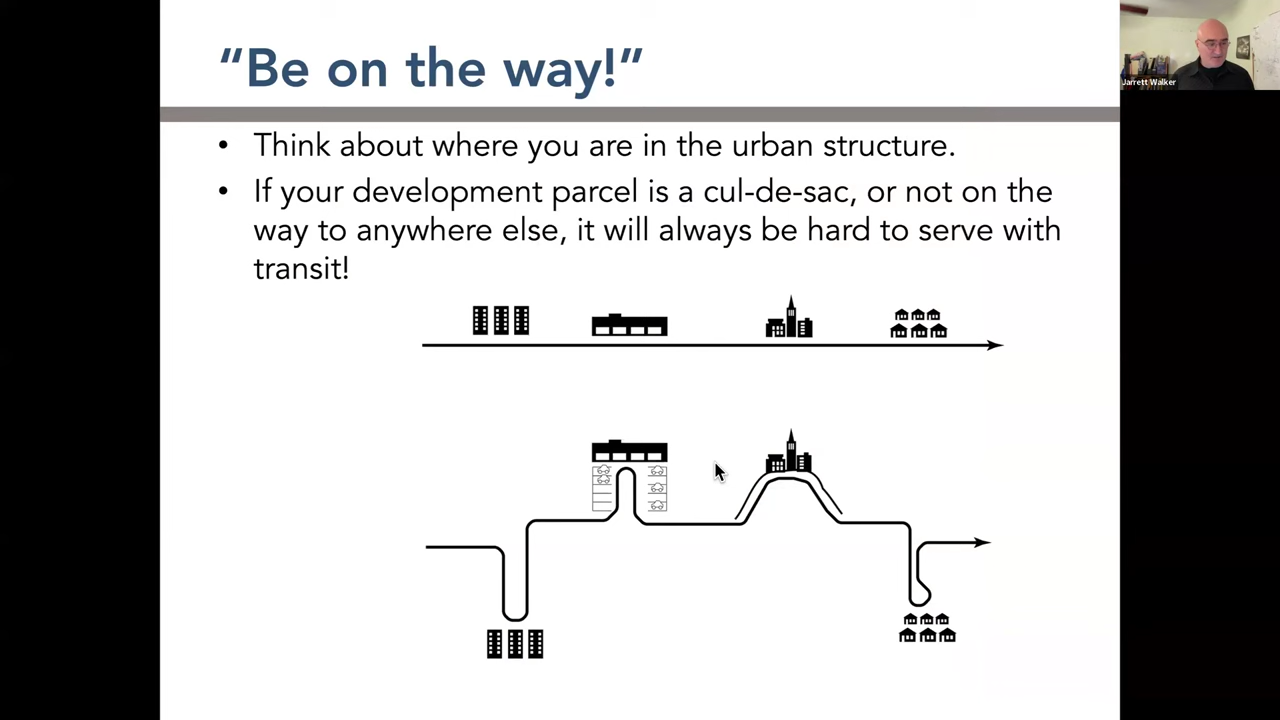 “Be on the way!”
Jarrett Walker
• Think about where you are in the urban structure.
• If your development parcel is a cul-de-sac, or not on the
way to anywhere else, it will always be hard to serve with
transit!